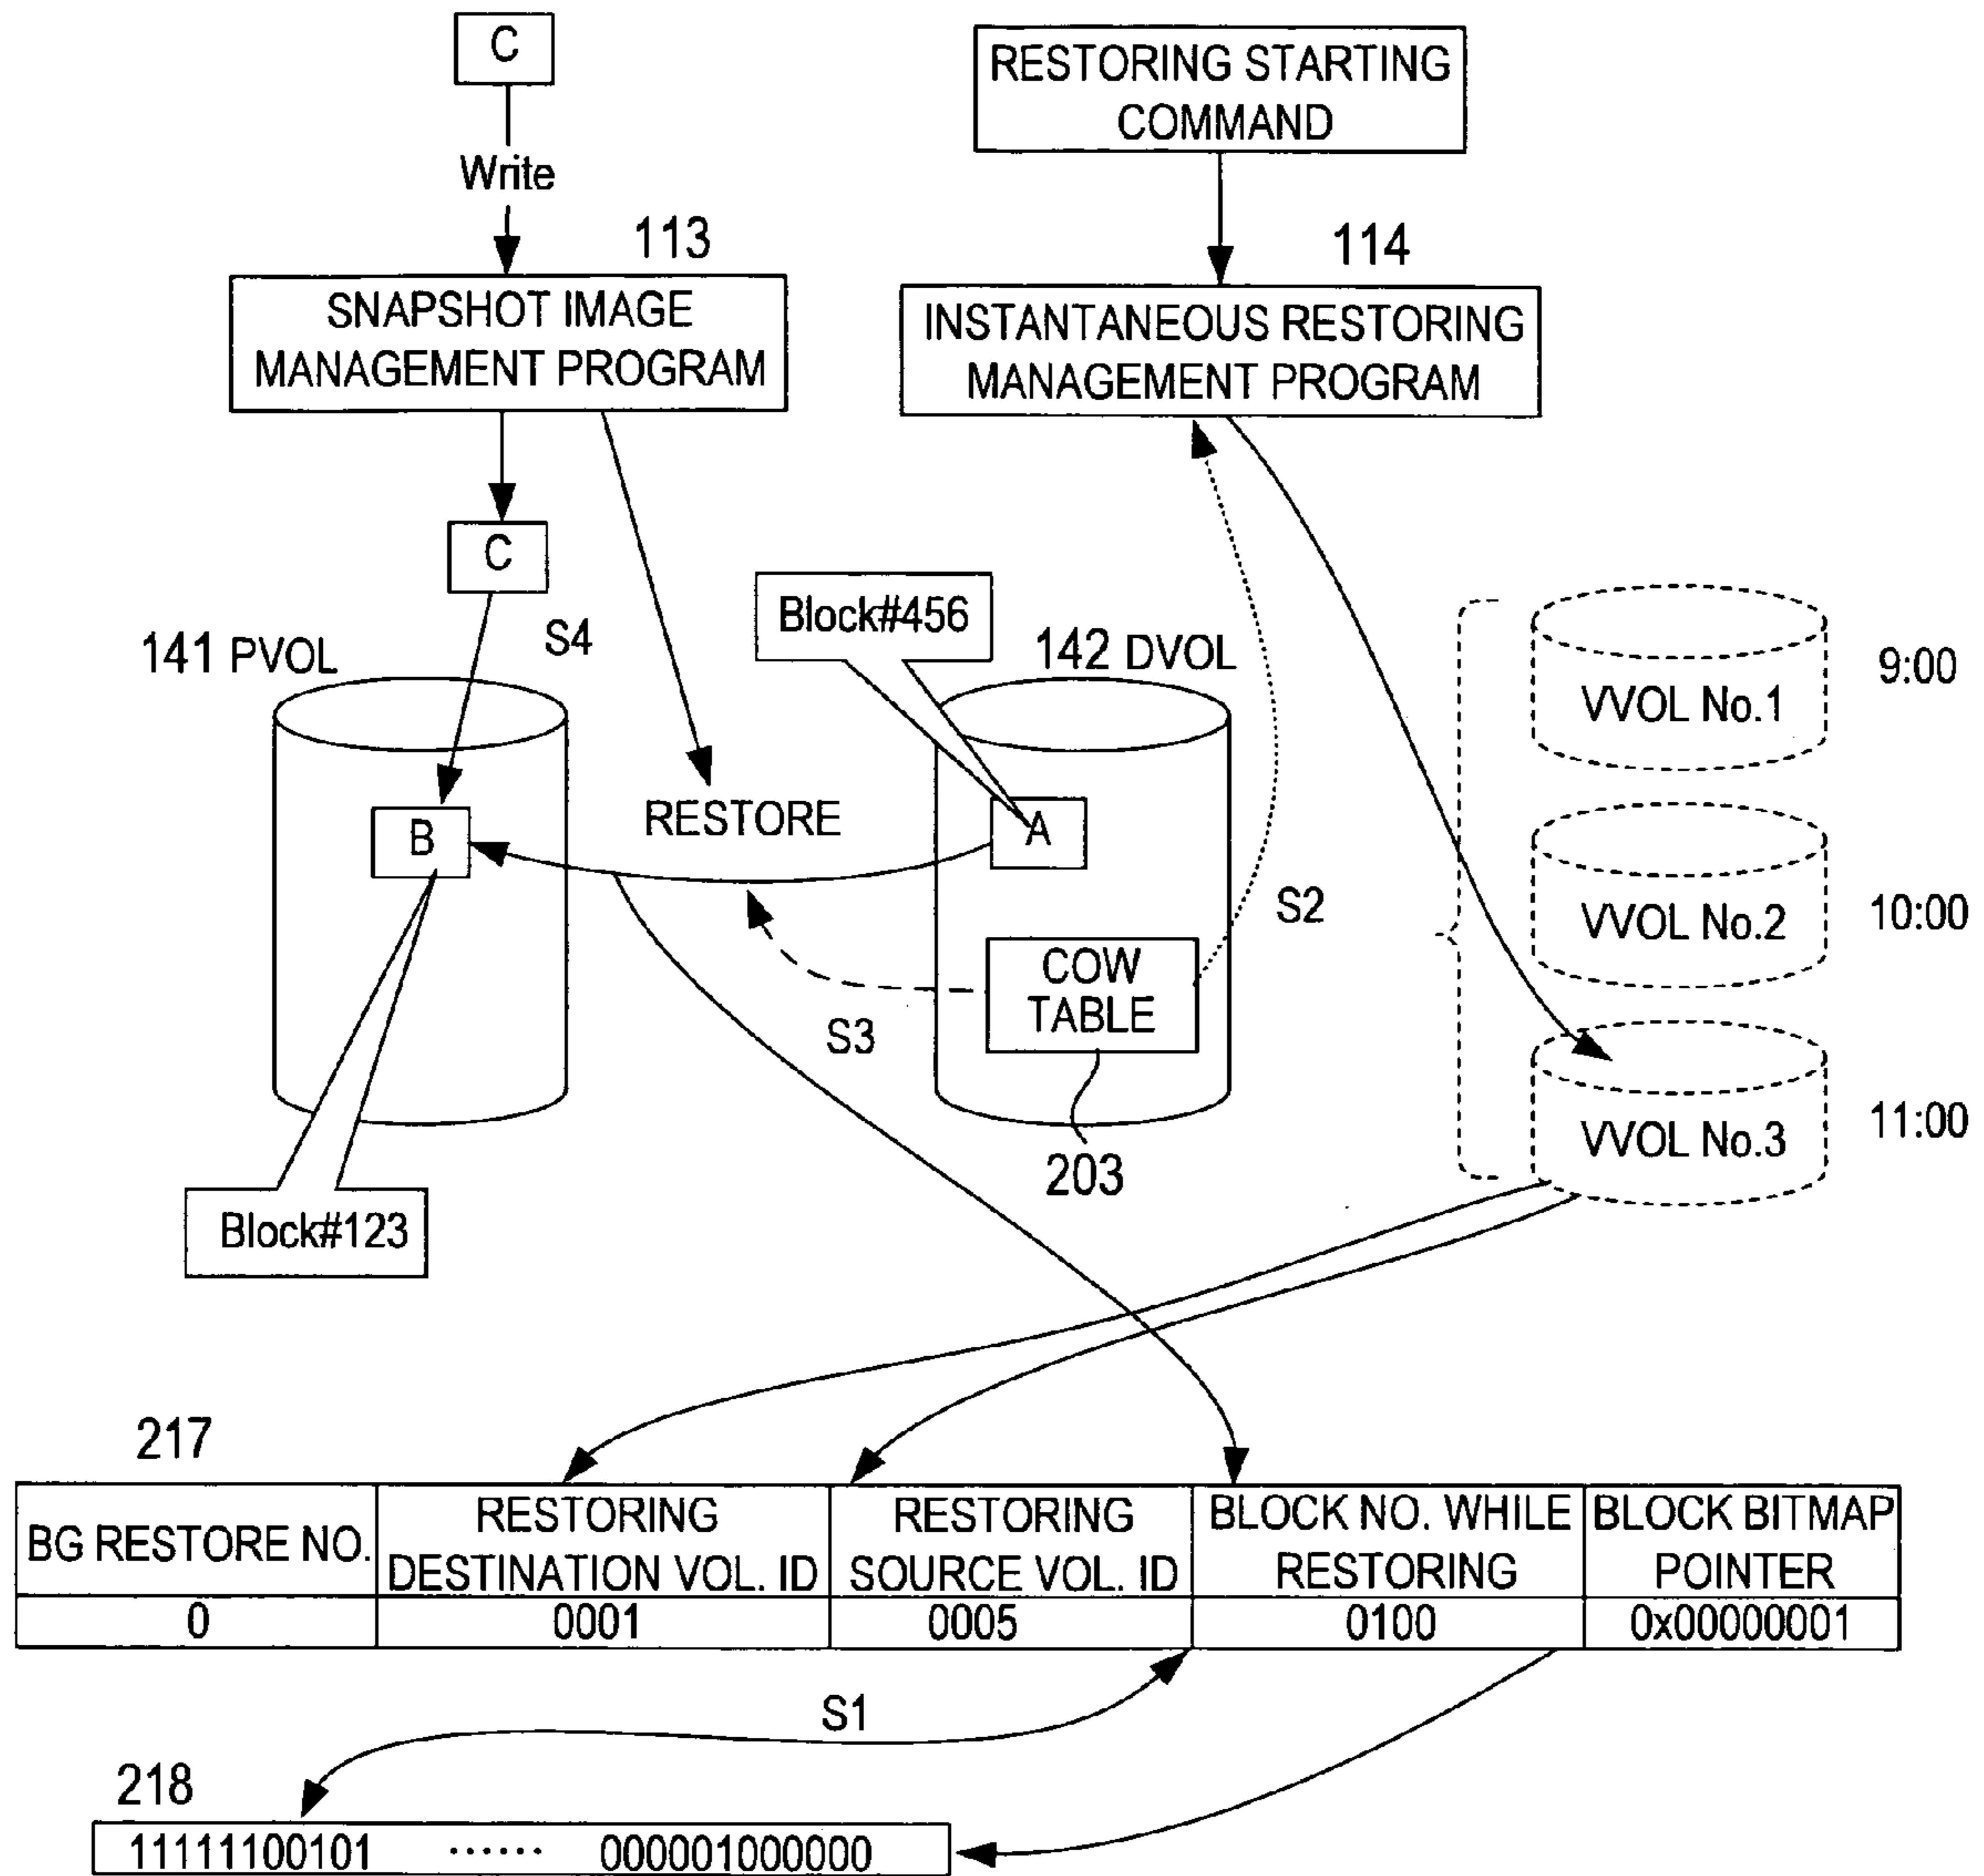 C
RESTORING STARTING
COMMAND
Write
113
114
SNAPSHOT IMAGE
MANAGEMENT PROGRAM
INSTANTANEOUS RESTORING
MANAGEMENT PROGRAM
C
Block#456
S4
141 PVOL
142 DVOL
9:00
VVOL No.1
RESTORE
A
B
S2
VVOL No.2
10:00
COW
TABLE
S3
11:00
VVOL No.3
203
Block#123
217
BG RESTORE NO.
RESTORING
DESTINATION VOL. ID
RESTORING
SOURCE VOL. ID
BLOCK NO. WHILE
RESTORING
BLOCK BITMAP
POINTER
0 0001 0005 0100 0x00000001
S1
218
11111100101 ...... 000001000000